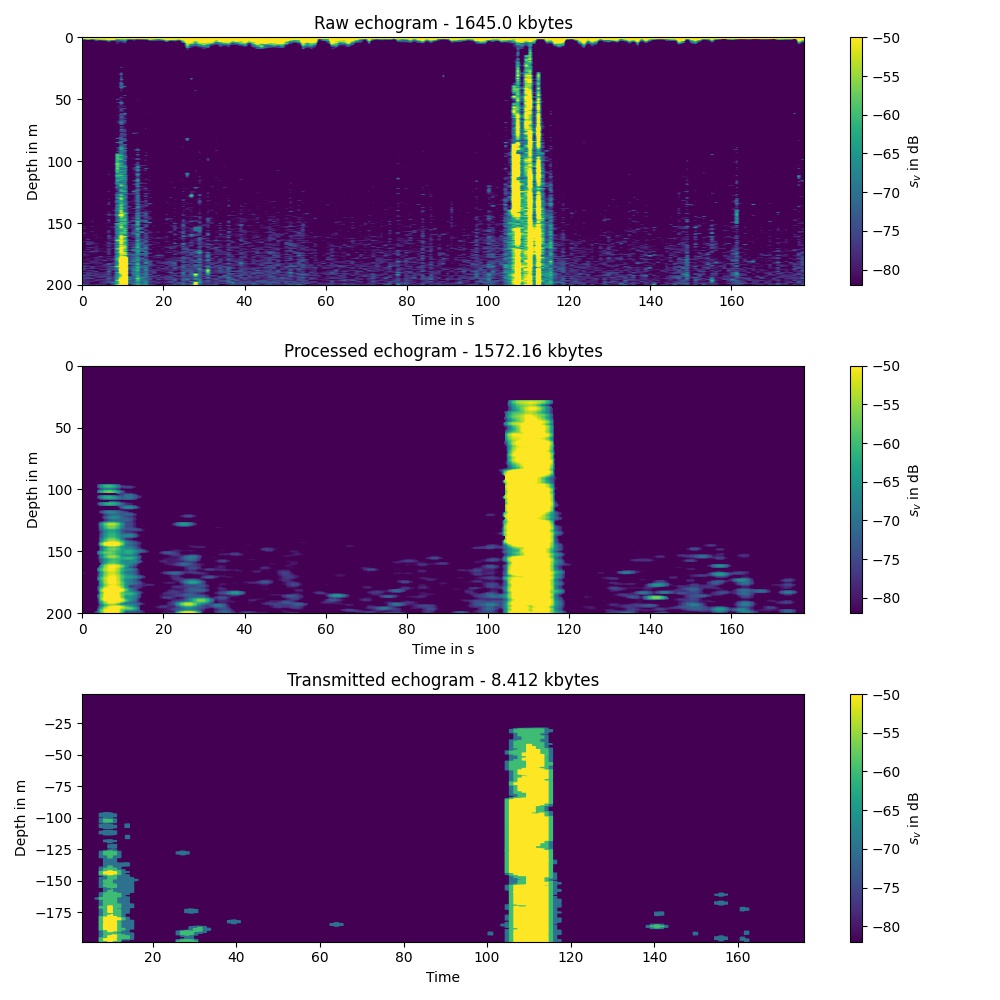 Raw echogram - 1645.0 kbytes
0
50
100
150
200
Depth in m
0 20 40 60 80 100 120 140 160
Time in s
−50
−55
−60
−65
−70
−75
−80
sv in dB
Processed echogram - 1572.16 kbytes
0
50
100
150
200
Depth in m
0 20 40 60 80 100 120 140 160
Time in s
−50
−55
−60
−65
−70
−75
−80
sv in dB
Transmitted echogram - 8.412 kbytes
−25
−50
−75
−100
−125
−150
−175
Depth in m
20 40 60 80 100 120 140 160
Time
−50
−55
−60
−65
−70
−75
−80
sv in dB